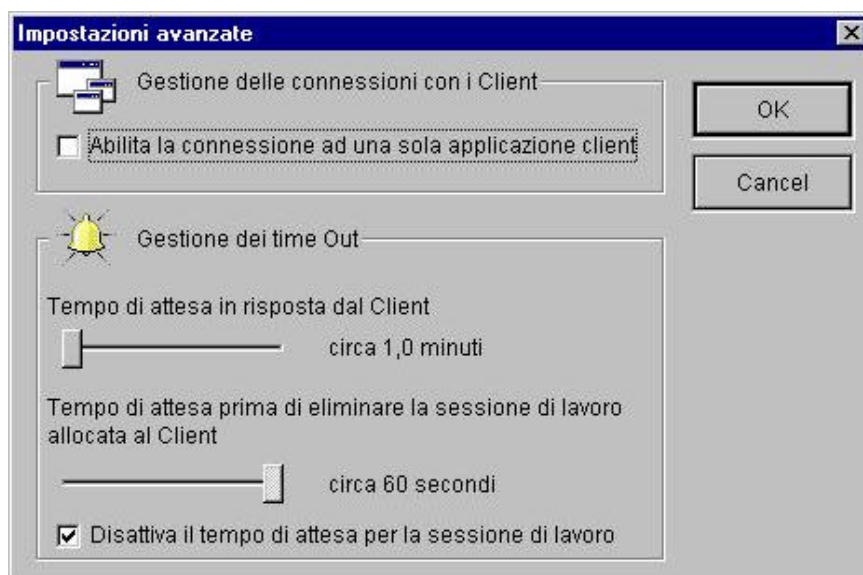 Impostazioni avanzate
Gestione delle connessioni con i Client
Abilita la connessione ad una sola applicazione client
OK
Cancel
Gestione dei time Out
Tempo di attesa in risposta dal Client
circa 1,0 minuti
Tempo di attesa prima di eliminare la sessione di lavoro
allocata al Client
circa 60 secondi
Disattiva il tempo di attesa per la sessione di lavoro